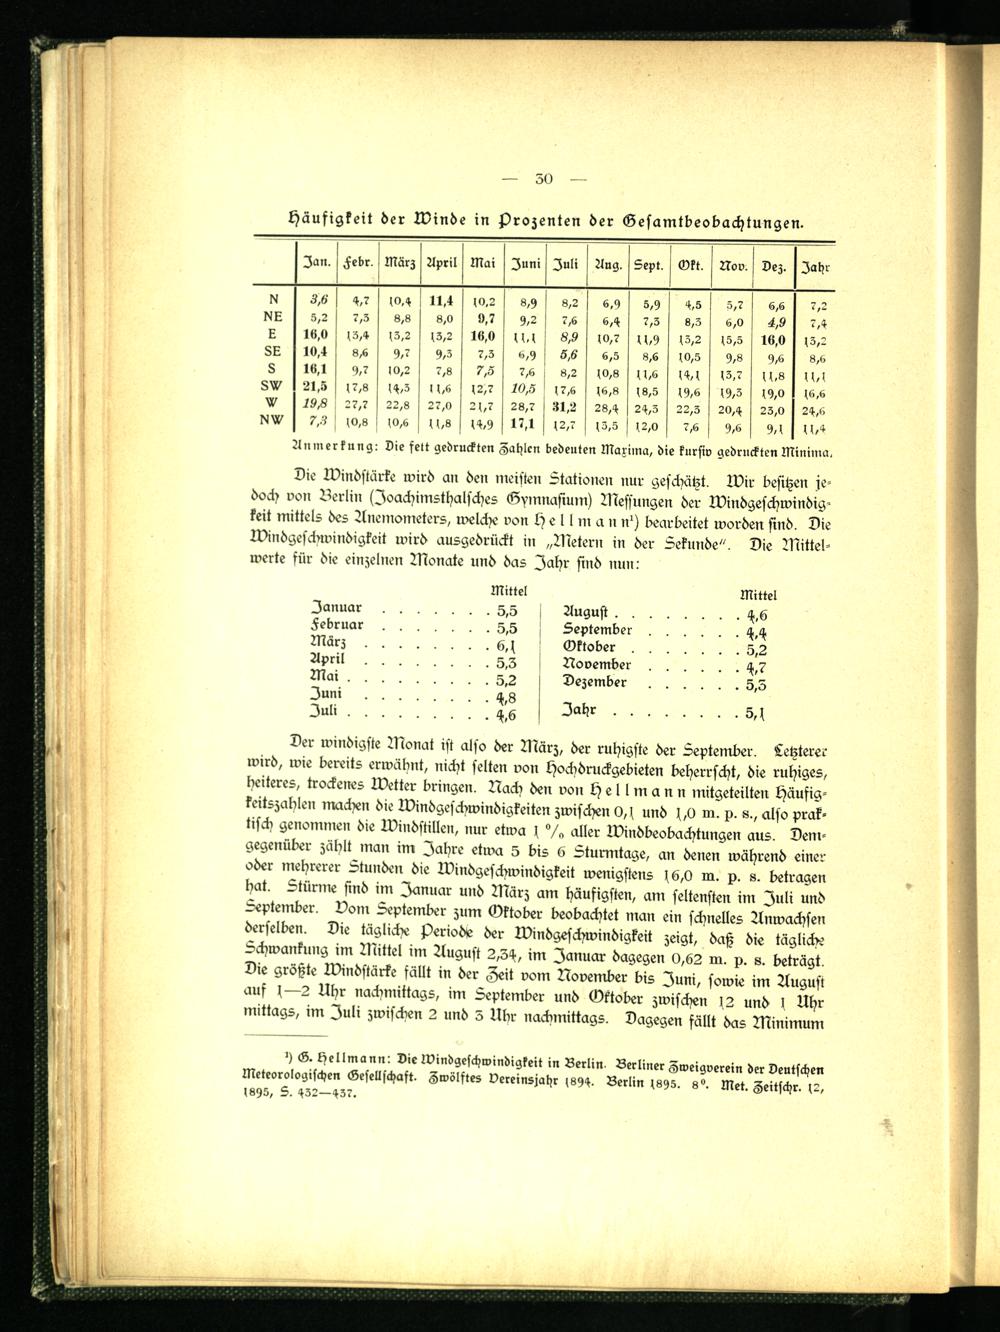 — 30 —
Häufigkeit der Winde in Prozenten der Gesamtbeobachtungen.
Jan. Febr. März April Mai Juni Juli Aug. Sept. Okt. Nov. Dez. Jahr
N 3,6 4,7 10,4 11,4 10,2 8,9 8,2 6,9 5,9 4,5 5,7 6,6 7,2
NE 5,2 7,3 8,8 8,0 9,7 9,2 7,6 6,4 7,3 8,3 6,0 4,9 7,4
E 16,0 13,4 13,2 13,2 16,0 11,1 8,9 10,7 11,9 13,2 15,5 16,0 13,2
SE 10,4 8,6 9,7 9,3 7,3 6,9 5,6 6,5 8,6 10,5 9,8 9,6 8,6
S 16,1 9,7 10,2 7,8 7,5 7,6 8,2 10,8 11,6 14,1 13,7 11,8 11,1
SW 21,5 17,8 14,3 11,6 12,7 10,5 17,6 16,8 18,5 19,6 19,3 19,0 16,6
W 19,8 27,7 22,8 27,0 21,7 28,7 31,2 28,4 24,3 22,3 20,4 23,0 24,6
NW 7,3 10,8 10,6 11,8 14,9 17,1 12,7 13,5 12,0 7,6 9,6 9,1 11,4
Anmerkung: Die fett gedruckten Zahlen bedeuten Maxima, die kursiv gedruckten Minima.
Die Windstärke wird an den meisten Stationen nur geschätzt. Wir besitzen je-
doch von Berlin (Joachimsthalsches Gymnasium) Messungen der Windgeschwindig-
keit mittels des Anemometers, welche von Hellmann¹) bearbeitet worden sind. Die
Windgeschwindigkeit wird ausgedrückt in „Metern in der Sekunde“. Die Mittel-
werte für die einzelnen Monate und das Jahr sind nun:
Mittel
Januar . . . . . . . 5,5
Februar . . . . . . . 5,5
März . . . . . . . . 6,1
April . . . . . . . . 5,3
Mai . . . . . . . . . 5,2
Juni . . . . . . . . 4,8
Juli . . . . . . . . . 4,6
Mittel
August . . . . . . . . 4,6
September . . . . . . 4,4
Oktober . . . . . . . 5,2
November . . . . . . 4,7
Dezember . . . . . . 5,3
Jahr . . . . . . . . 5,1
Der windigste Monat ist also der März, der ruhigste der September. Letzterer
wird, wie bereits erwähnt, nicht selten von Hochdruckgebieten beherrscht, die ruhiges,
heiteres, trockenes Wetter bringen. Nach den von Hellmann mitgeteilten Häufig-
keitszahlen machen die Windgeschwindigkeiten zwischen 0,1 und 1,0 m. p. s., also prak-
tisch genommen die Windstillen, nur etwa 1 % aller Windbeobachtungen aus. Dem-
gegenüber zählt man im Jahre etwa 5 bis 6 Sturmtage, an denen während einer
oder mehrerer Stunden die Windgeschwindigkeit wenigstens 16,0 m. p. s. betragen
hat. Stürme sind im Januar und März am häufigsten, am seltensten im Juli und
September. Vom September zum Oktober beobachtet man ein schnelles Anwachsen
derselben. Die tägliche Periode der Windgeschwindigkeit zeigt, daß die tägliche
Schwankung im Mittel im August 2,34, im Januar dagegen 0,62 m. p. s. beträgt.
Die größte Windstärke fällt in der Zeit vom November bis Juni, sowie im August
auf 1—2 Uhr nachmittags, im September und Oktober zwischen 12 und 1 Uhr
mittags, im Juli zwischen 2 und 3 Uhr nachmittags. Dagegen fällt das Minimum
¹) G. Hellmann: Die Windgeschwindigkeit in Berlin. Berliner Zweigverein der Deutschen
Meteorologischen Gesellschaft. Zwölftes Vereinsjahr 1894. Berlin 1895. 8⁰. Met. Zeitschr. 12,
1895, S. 432—437.